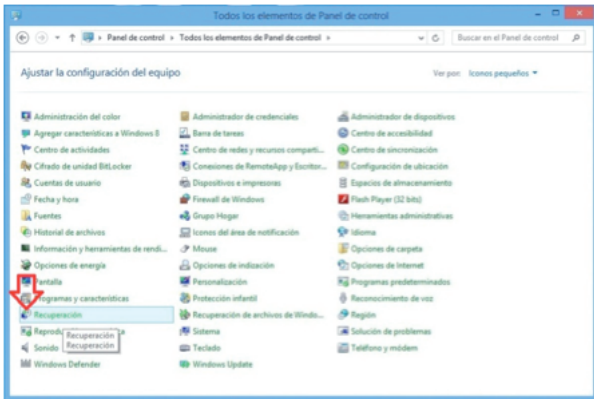 Todos los elementos de Panel de control
Panel de control Todos los elementos de Panel de control
Buscar en el Panel de control
Ajustar la configuración del equipo
Ver por: Iconos pequeños
Administración del color
Administrador de credenciales
Administrador de dispositivos
Agregar características a Windows 8
Barra de tareas
Centro de accesibilidad
Centro de actividades
Centro de redes y recursos comparti...
Centro de sincronización
Cifrado de unidad BitLocker
Conexiones de RemoteApp y Escritor...
Configuración de ubicación
Cuentas de usuario
Dispositivos e impresoras
Espacios de almacenamiento
Fecha y hora
Firewall de Windows
Flash Player (32 bits)
Fuentes
Grupo Hogar
Herramientas administrativas
Historial de archivos
Iconos del área de notificación
Idioma
Información y herramientas de rendi...
Mouse
Opciones de carpeta
Opciones de energía
Opciones de indización
Opciones de Internet
Pantalla
Personalización
Programas predeterminados
Programas y características
Protección infantil
Reconocimiento de voz
Recuperación
Recuperación de archivos de Windo...
Región
Reprod
Sistema
Solución de problemas
Recuperación
Recuperación
Sonido
Teclado
Teléfono y módem
Windows Defender
Windows Update